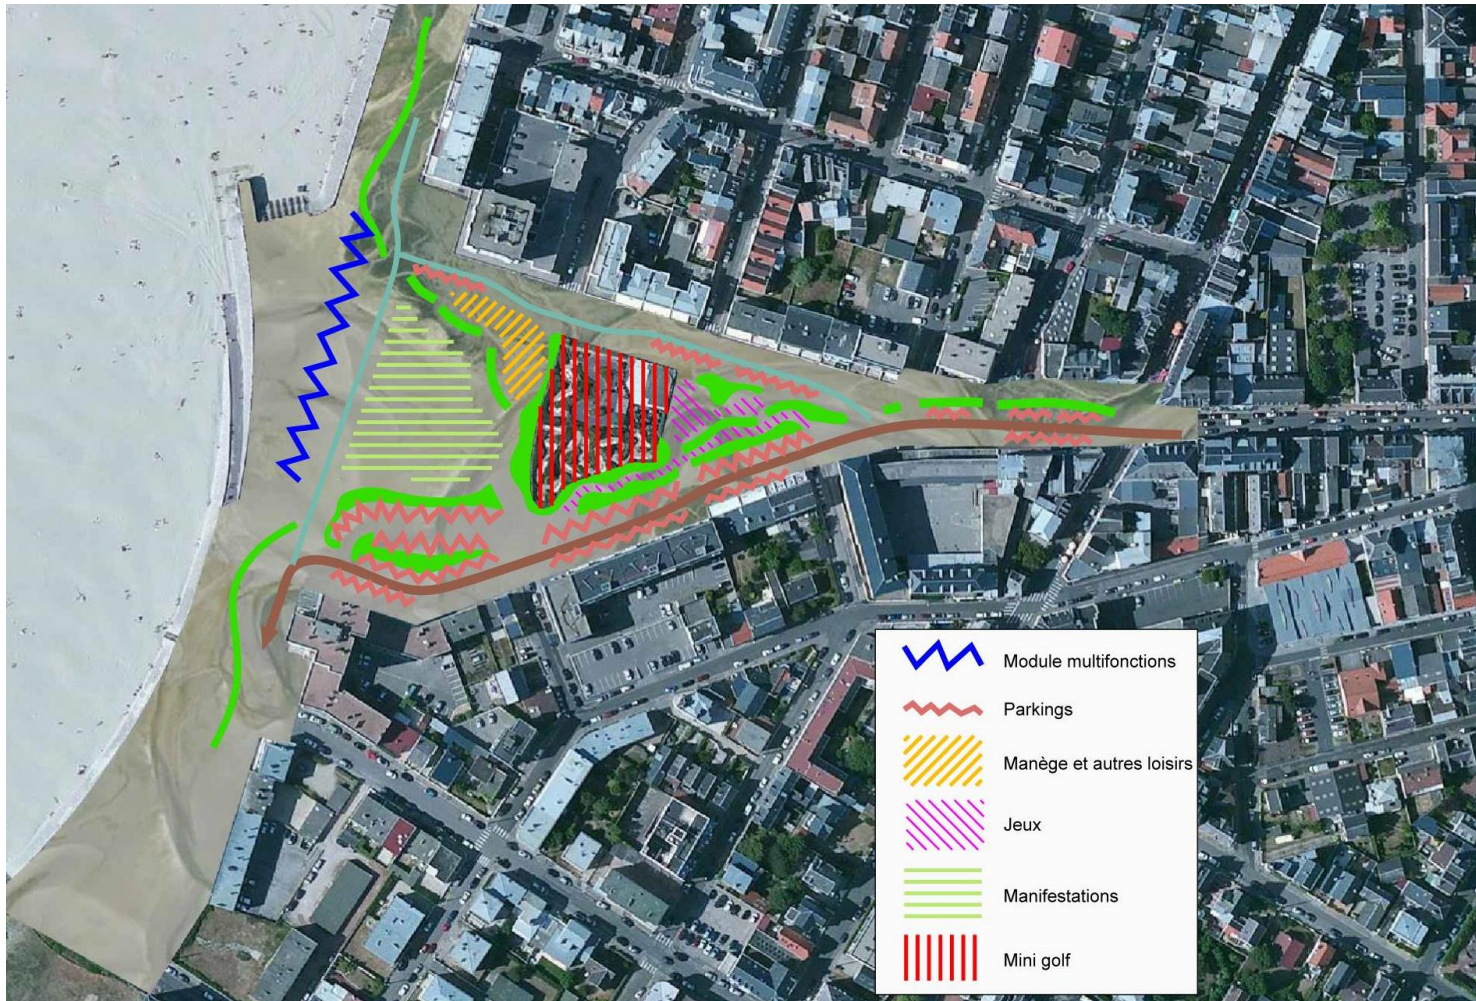 Module multifonctions
Parkings
Manège et autres loisirs
Jeux
Manifestations
Mini golf